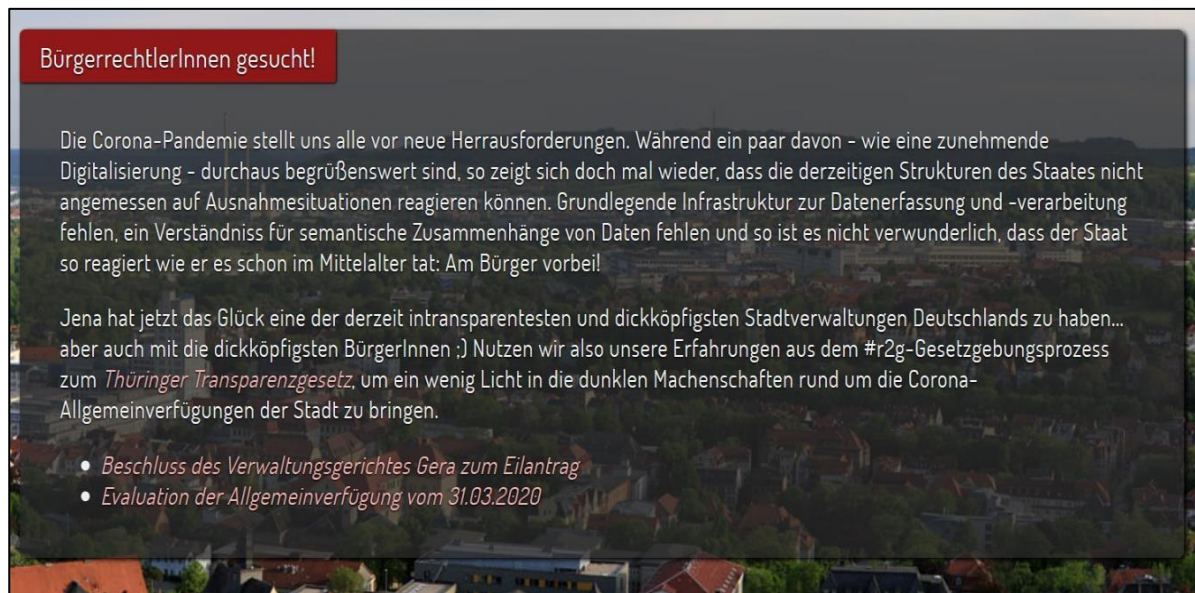 BürgerrechtlerInnen gesucht!
Die Corona-Pandemie stellt uns alle vor neue Herrausforderungen. Während ein paar davon - wie eine zunehmende
Digitalisierung - durchaus begrüßenswert sind, so zeigt sich doch mal wieder, dass die derzeitigen Strukturen des Staates nicht
angemessen auf Ausnahmesituationen reagieren können. Grundlegende Infrastruktur zur Datenerfassung und -verarbeitung
fehlen, ein Verständniss für semantische Zusammenhänge von Daten fehlen und so ist es nicht verwunderlich, dass der Staat
so reagiert wie er es schon im Mittelalter tat: Am Bürger vorbei!
Jena hat jetzt das Glück eine der derzeit intransparentesten und dickköpfigsten Stadtverwaltungen Deutschlands zu haben...
aber auch mit die dickköpfigsten BürgerInnen ;) Nutzen wir also unsere Erfahrungen aus dem #r2g-Gesetzgebungsprozess
zum Thüringer Transparenzgesetz, um ein wenig Licht in die dunklen Machenschaften rund um die Corona-
Allgemeinverfügungen der Stadt zu bringen.
• Beschluss des Verwaltungsgerichtes Gera zum Eilantrag
• Evaluation der Allgemeinverfügung vom 31.03.2020